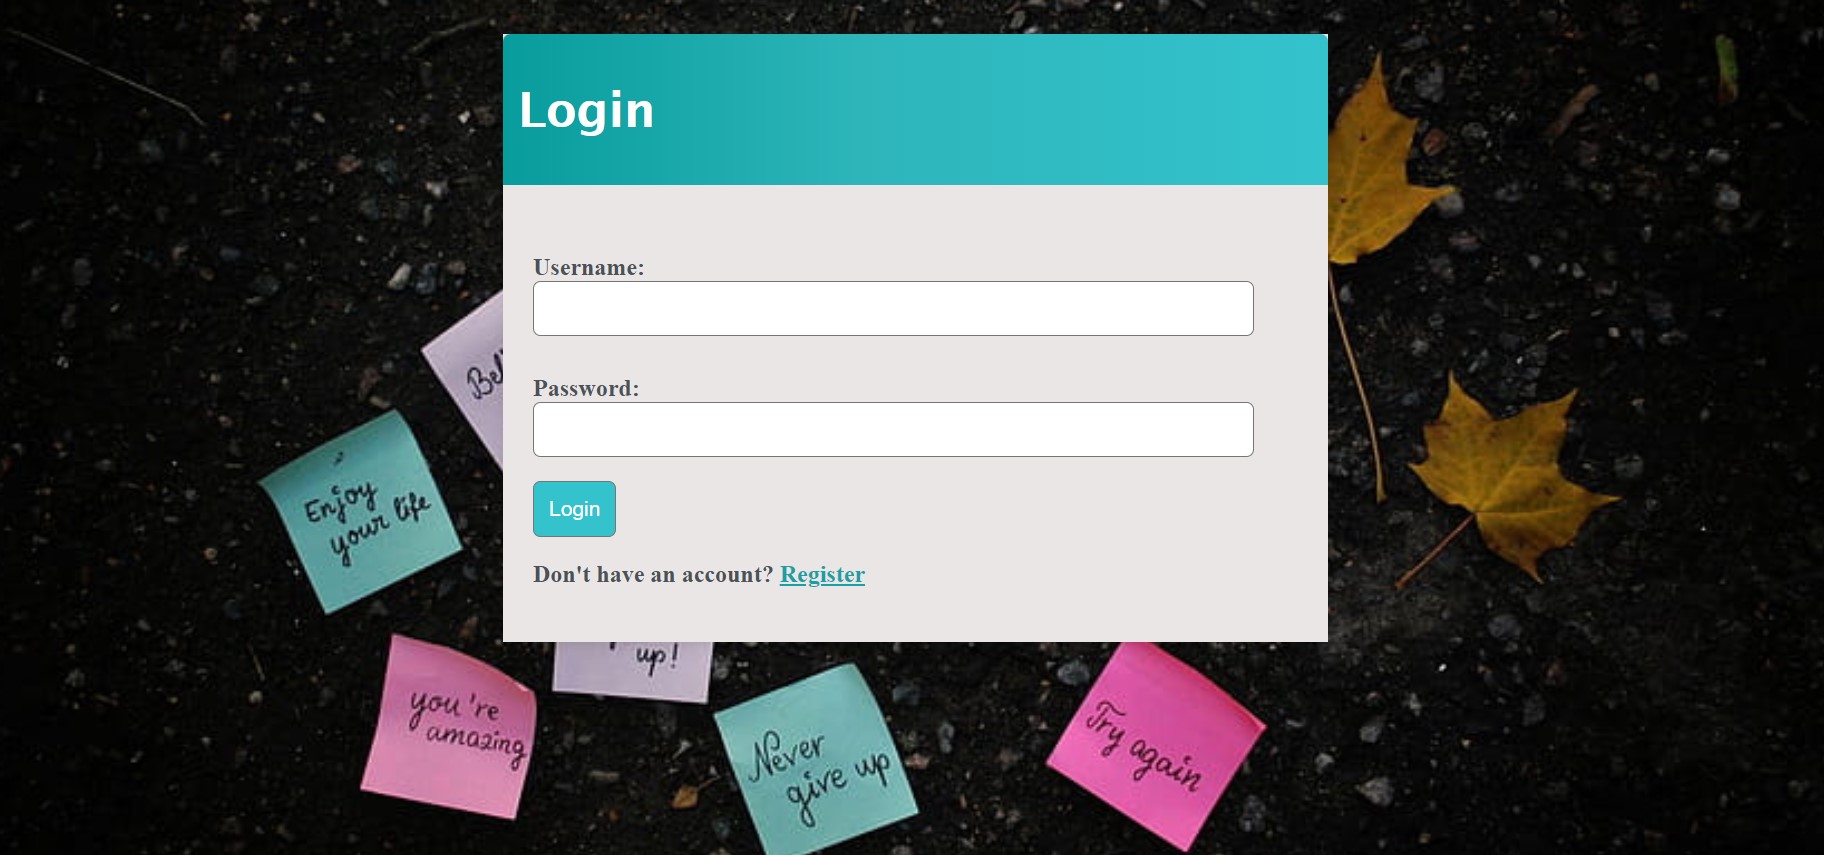 Login
Username:
Password:
Login
Don't have an account? Register
Enjoy
your life
you're
amazing
up!
Never
give up
Try again